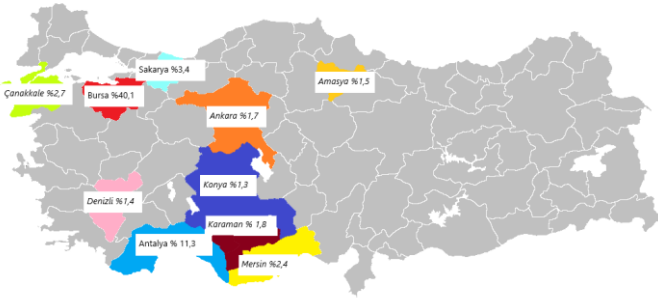 Sakarya %3,4
Amasya %1,5
Çanakkale %2,7
Bursa %40,1
Ankara %1,7
Konya %1,3
Denizli %1,4
Karaman % 1,8
Antalya % 11,3
Mersin %2,4